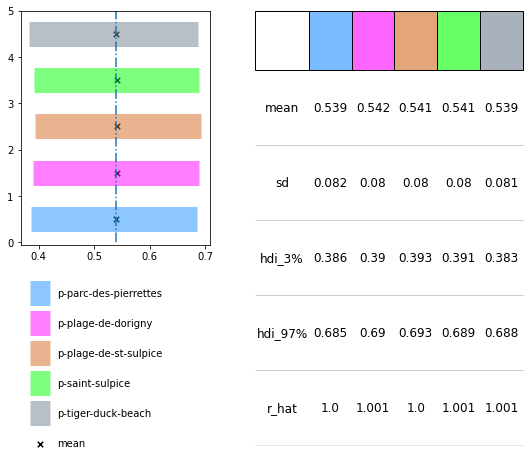 5
4
3
2
1
0
0.4 0.5 0.6 0.7
p-parc-des-pierrettes
p-plage-de-dorigny
p-plage-de-st-sulpice
p-saint-sulpice
p-tiger-duck-beach
mean
mean 0.539 0.542 0.541 0.541 0.539
sd 0.082 0.08 0.08 0.08 0.081
hdi_3% 0.386 0.39 0.393 0.391 0.383
hdi_97% 0.685 0.69 0.693 0.689 0.688
r_hat 1.0 1.001 1.0 1.001 1.001